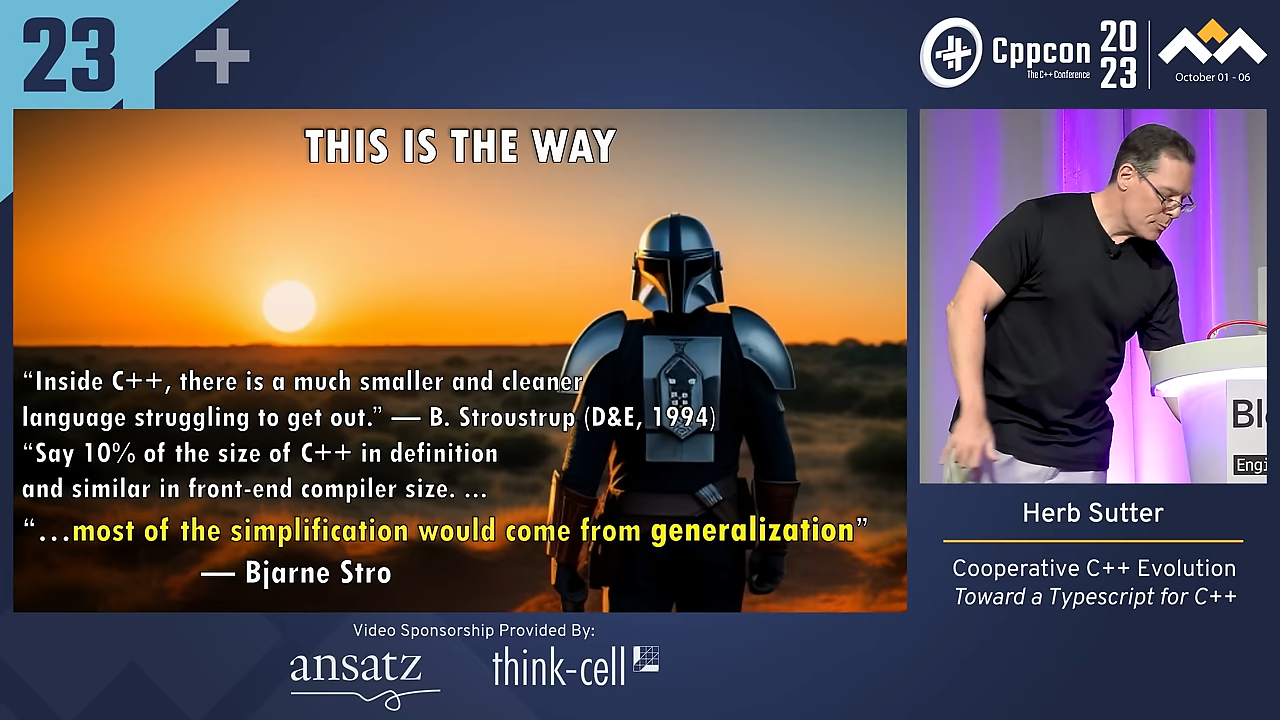 23
+
Cppcon
The C++ Conference
20
23
October 01 - 06
THIS IS THE WAY
“Inside C++, there is a much smaller and cleaner
language struggling to get out.” — B. Stroustrup (D&E, 1994)
“Say 10% of the size of C++ in definition
and similar in front-end compiler size. …
“…most of the simplification would come from generalization”
— Bjarne Stro
Bl
Engi
Herb Sutter
Cooperative C++ Evolution
Toward a Typescript for C++
Video Sponsorship Provided By:
ansatz
think-cell